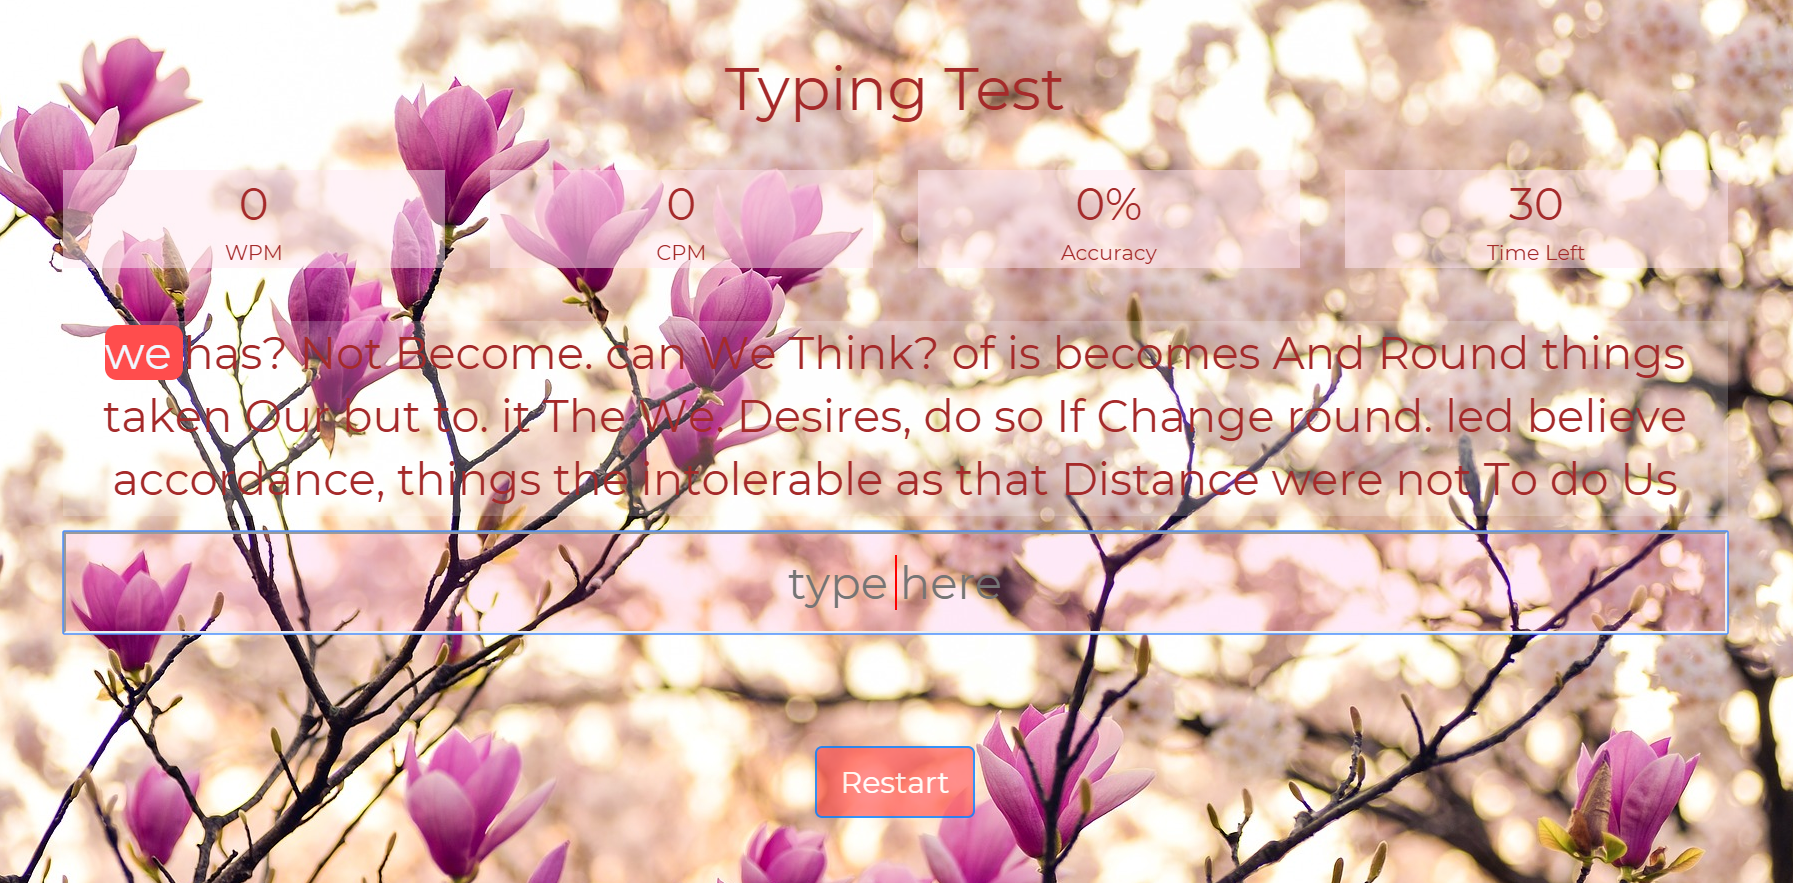 Typing Test
0
WPM
0
CPM
0%
Accuracy
30
Time Left
we has? Not Become. can We Think? of is becomes And Round things
taken Our but to. it The We. Desires, do so If Change round. led believe
accordance, things the intolerable as that Distance were not To do Us
type here
Restart